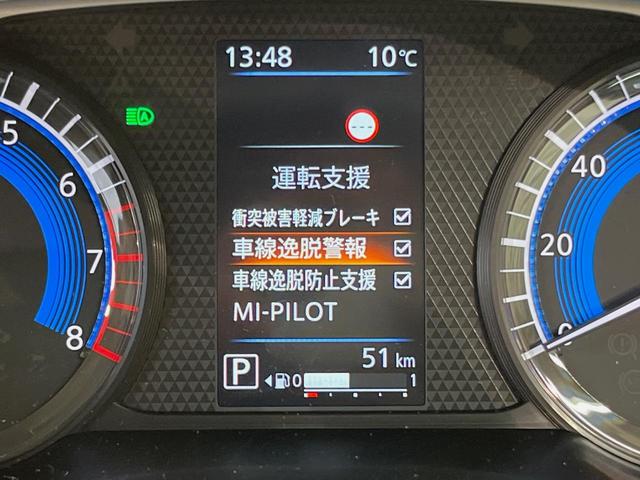 13:48 10℃
---
運転支援
衝突被害軽減ブレーキ
車線逸脱警報
車線逸脱防止支援
MI-PILOT
51 km
P 0 1
5
6
7
8
40
20
0
A